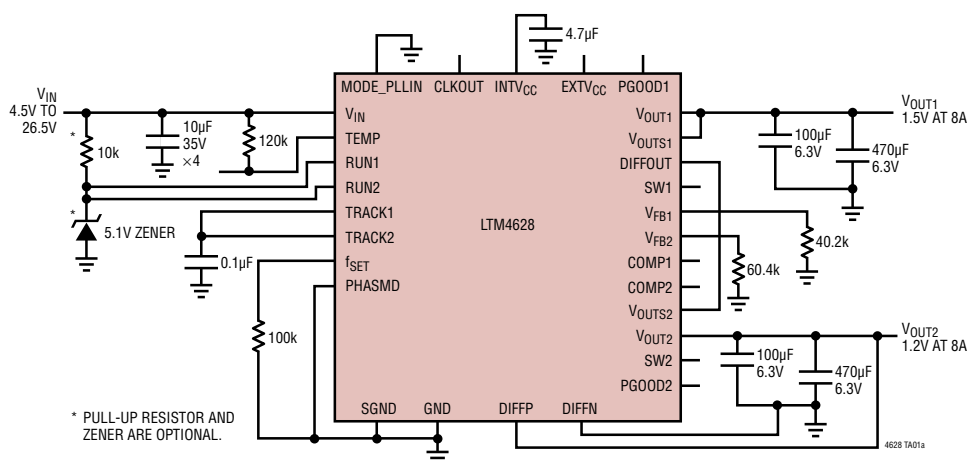 4.7µF
MODE_PLLIN CLKOUT INTVCC EXTVCC PGOOD1
VIN
4.5V TO
26.5V
*
10k
10µF
35V
×4
120k
*
5.1V ZENER
0.1µF
100k
VIN
TEMP
RUN1
RUN2
TRACK1
TRACK2
fSET
PHASMD
LTM4628
VOUT1
VOUTS1
DIFFOUT
SW1
VFB1
VFB2
COMP1
COMP2
VOUTS2
VOUT2
SW2
PGOOD2
SGND GND DIFFP DIFFN
100µF
6.3V
470µF
6.3V
VOUT1
1.5V AT 8A
40.2k
60.4k
100µF
6.3V
470µF
6.3V
VOUT2
1.2V AT 8A
* PULL-UP RESISTOR AND
ZENER ARE OPTIONAL.
4628 TA01a